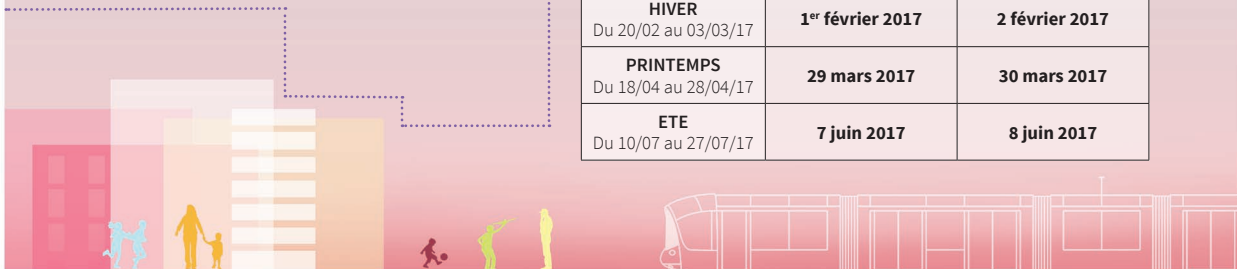 HIVER
Du 20/02 au 03/03/17
1er février 2017
2 février 2017
PRINTEMPS
Du 18/04 au 28/04/17
29 mars 2017
30 mars 2017
ETE
Du 10/07 au 27/07/17
7 juin 2017
8 juin 2017